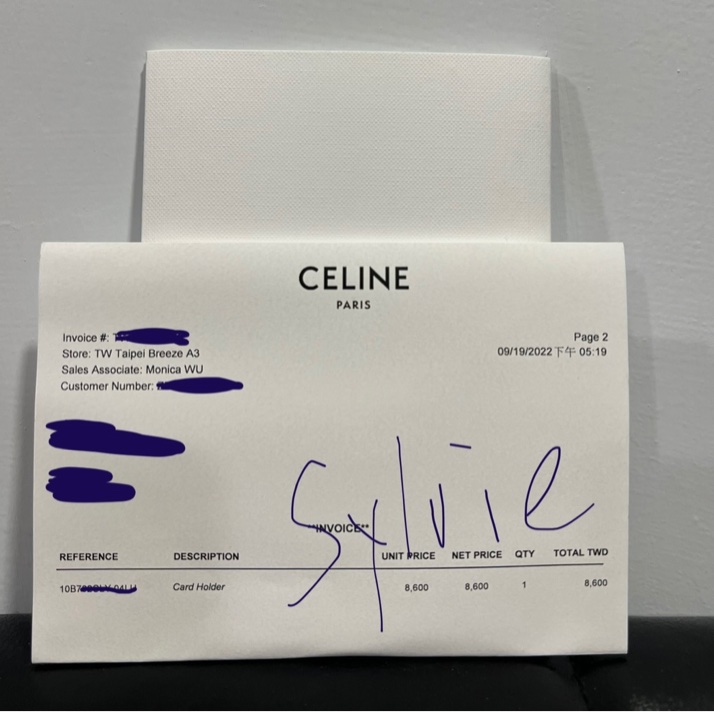 CELINE
PARIS
Invoice #:
Page 2
Store: TW Taipei Breeze A3
09/19/2022 下午 05:19
Sales Associate: Monica WU
Customer Number:
Sylvie
**INVOICE**
REFERENCE DESCRIPTION UNIT PRICE NET PRICE QTY TOTAL TWD
10B7 Card Holder 8,600 8,600 1 8,600